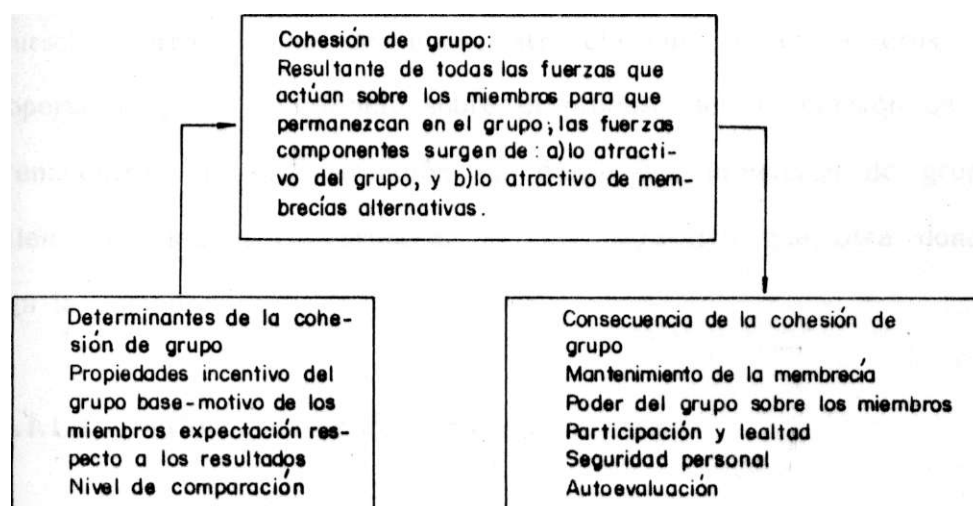 Cohesión de grupo:
Resultante de todas las fuerzas que
actúan sobre los miembros para que
permanezcan en el grupo; las fuerzas
componentes surgen de: a) lo atracti-
vo del grupo, y b) lo atractivo de mem-
brecías alternativas.
Determinantes de la cohe-
sión de grupo
Propiedades incentivo del
grupo base-motivo de los
miembros expectación res-
pecto a los resultados
Nivel de comparación
Consecuencia de la cohesión de
grupo
Mantenimiento de la membrecía
Poder del grupo sobre los miembros
Participación y lealtad
Seguridad personal
Autoevaluación